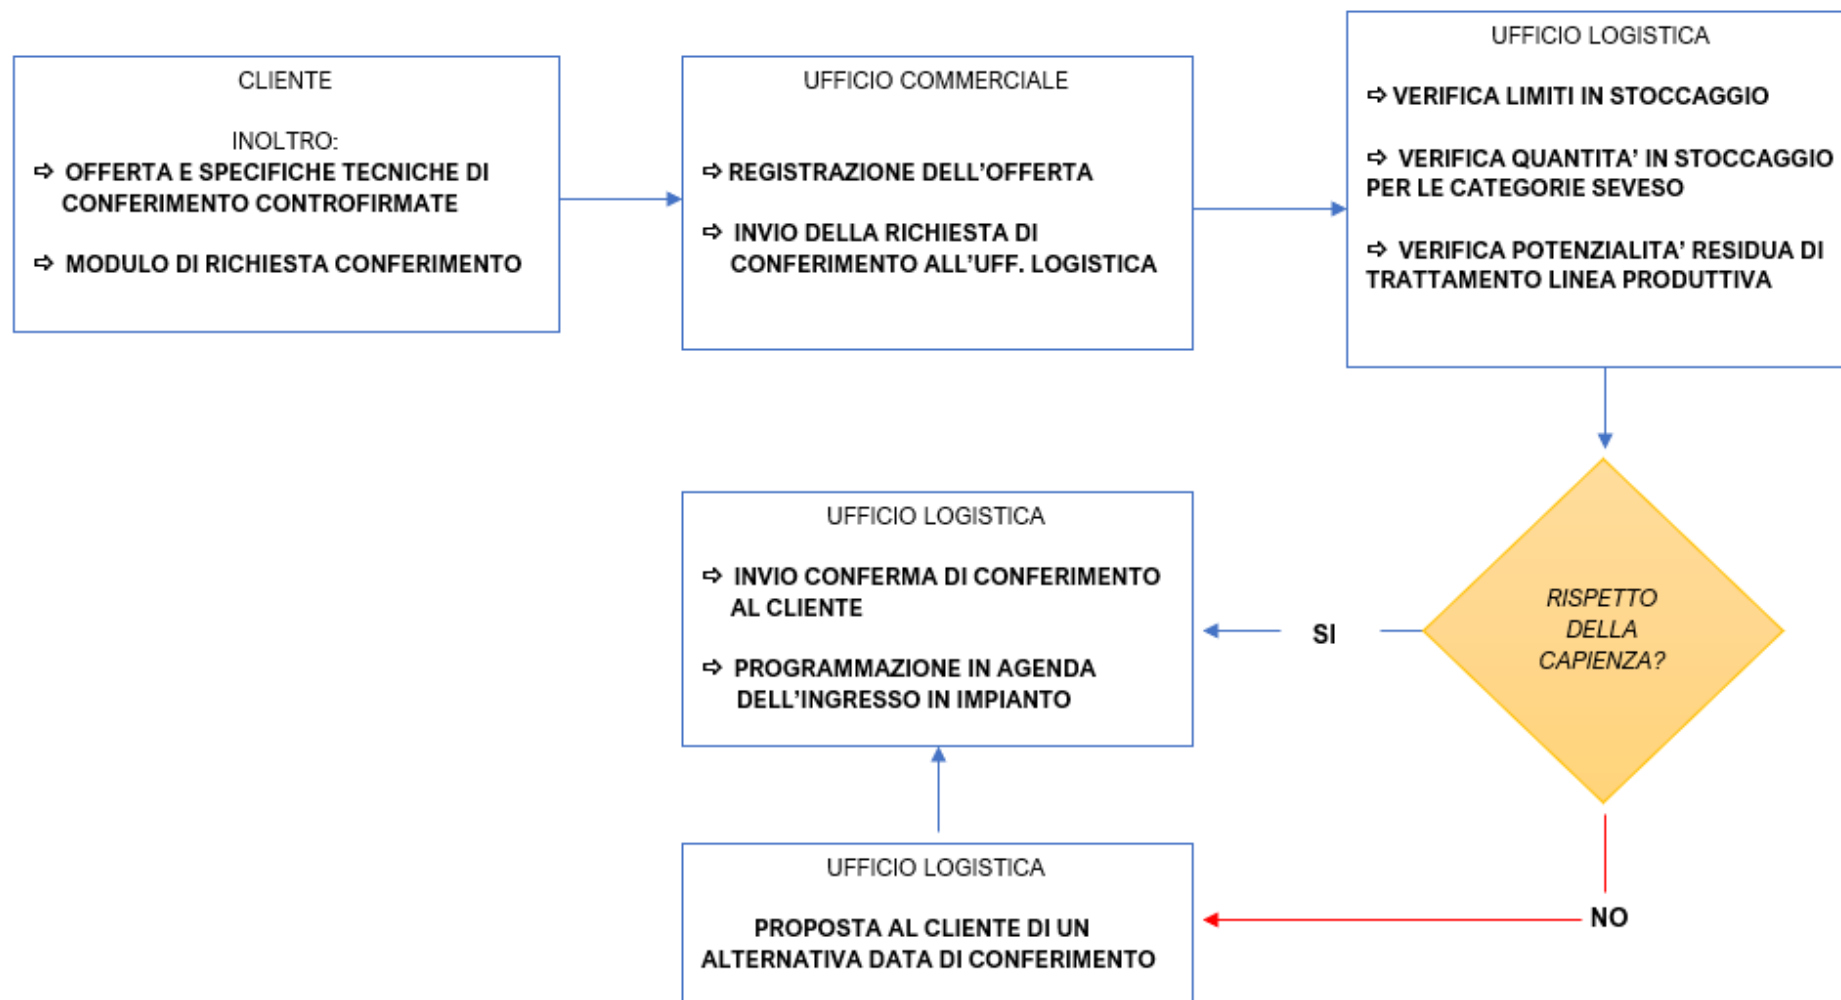 CLIENTE
INOLTRO:
⇨ OFFERTA E SPECIFICHE TECNICHE DI
CONFERIMENTO CONTROFIRMATE
⇨ MODULO DI RICHIESTA CONFERIMENTO
UFFICIO COMMERCIALE
⇨ REGISTRAZIONE DELL’OFFERTA
⇨ INVIO DELLA RICHIESTA DI
CONFERIMENTO ALL’UFF. LOGISTICA
UFFICIO LOGISTICA
⇨ VERIFICA LIMITI IN STOCCAGGIO
⇨ VERIFICA QUANTITA’ IN STOCCAGGIO
PER LE CATEGORIE SEVESO
⇨ VERIFICA POTENZIALITA’ RESIDUA DI
TRATTAMENTO LINEA PRODUTTIVA
RISPETTO
DELLA
CAPIENZA?
SI
UFFICIO LOGISTICA
⇨ INVIO CONFERMA DI CONFERIMENTO
AL CLIENTE
⇨ PROGRAMMAZIONE IN AGENDA
DELL’INGRESSO IN IMPIANTO
NO
UFFICIO LOGISTICA
PROPOSTA AL CLIENTE DI UN
ALTERNATIVA DATA DI CONFERIMENTO